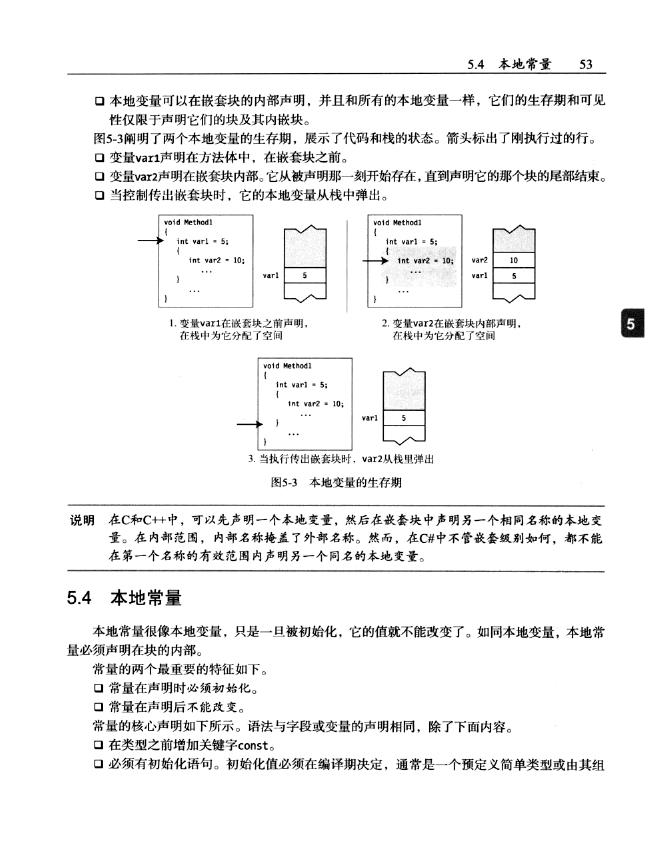 5.4 本地常量 53
❑ 本地变量可以在嵌套块的内部声明，并且和所有的本地变量一样，它们的生存期和可见
性仅限于声明它们的块及其内嵌块。
图5-3阐明了两个本地变量的生存期，展示了代码和栈的状态。箭头标出了刚执行过的行。
❑ 变量var1声明在方法体中，在嵌套块之前。
❑ 变量var2声明在嵌套块内部。它从被声明那一刻开始存在，直到声明它的那个块的尾部结束。
❑ 当控制传出嵌套块时，它的本地变量从栈中弹出。
void Method1
{
int var1 = 5;
{
int var2 = 10;
...
}
...
}
var1 5
1. 变量var1在嵌套块之前声明，
在栈中为它分配了空间
void Method1
{
int var1 = 5;
{
int var2 = 10;
...
}
...
}
var2 10
var1 5
2. 变量var2在嵌套块内部声明，
在栈中为它分配了空间
5
void Method1
{
int var1 = 5;
{
int var2 = 10;
...
}
...
}
var1 5
3. 当执行传出嵌套块时，var2从栈里弹出
图5-3 本地变量的生存期
说明 在C和C++中，可以先声明一个本地变量，然后在嵌套块中声明另一个相同名称的本地变
量。在内部范围，内部名称掩盖了外部名称。然而，在C#中不管嵌套级别如何，都不能
在第一个名称的有效范围内声明另一个同名的本地变量。
5.4 本地常量
本地常量很像本地变量，只是一旦被初始化，它的值就不能改变了。如同本地变量，本地常
量必须声明在块的内部。
常量的两个最重要的特征如下。
❑ 常量在声明时必须初始化。
❑ 常量在声明后不能改变。
常量的核心声明如下所示。语法与字段或变量的声明相同，除了下面内容。
❑ 在类型之前增加关键字const。
❑ 必须有初始化语句。初始化值必须在编译期决定，通常是一个预定义简单类型或由其组